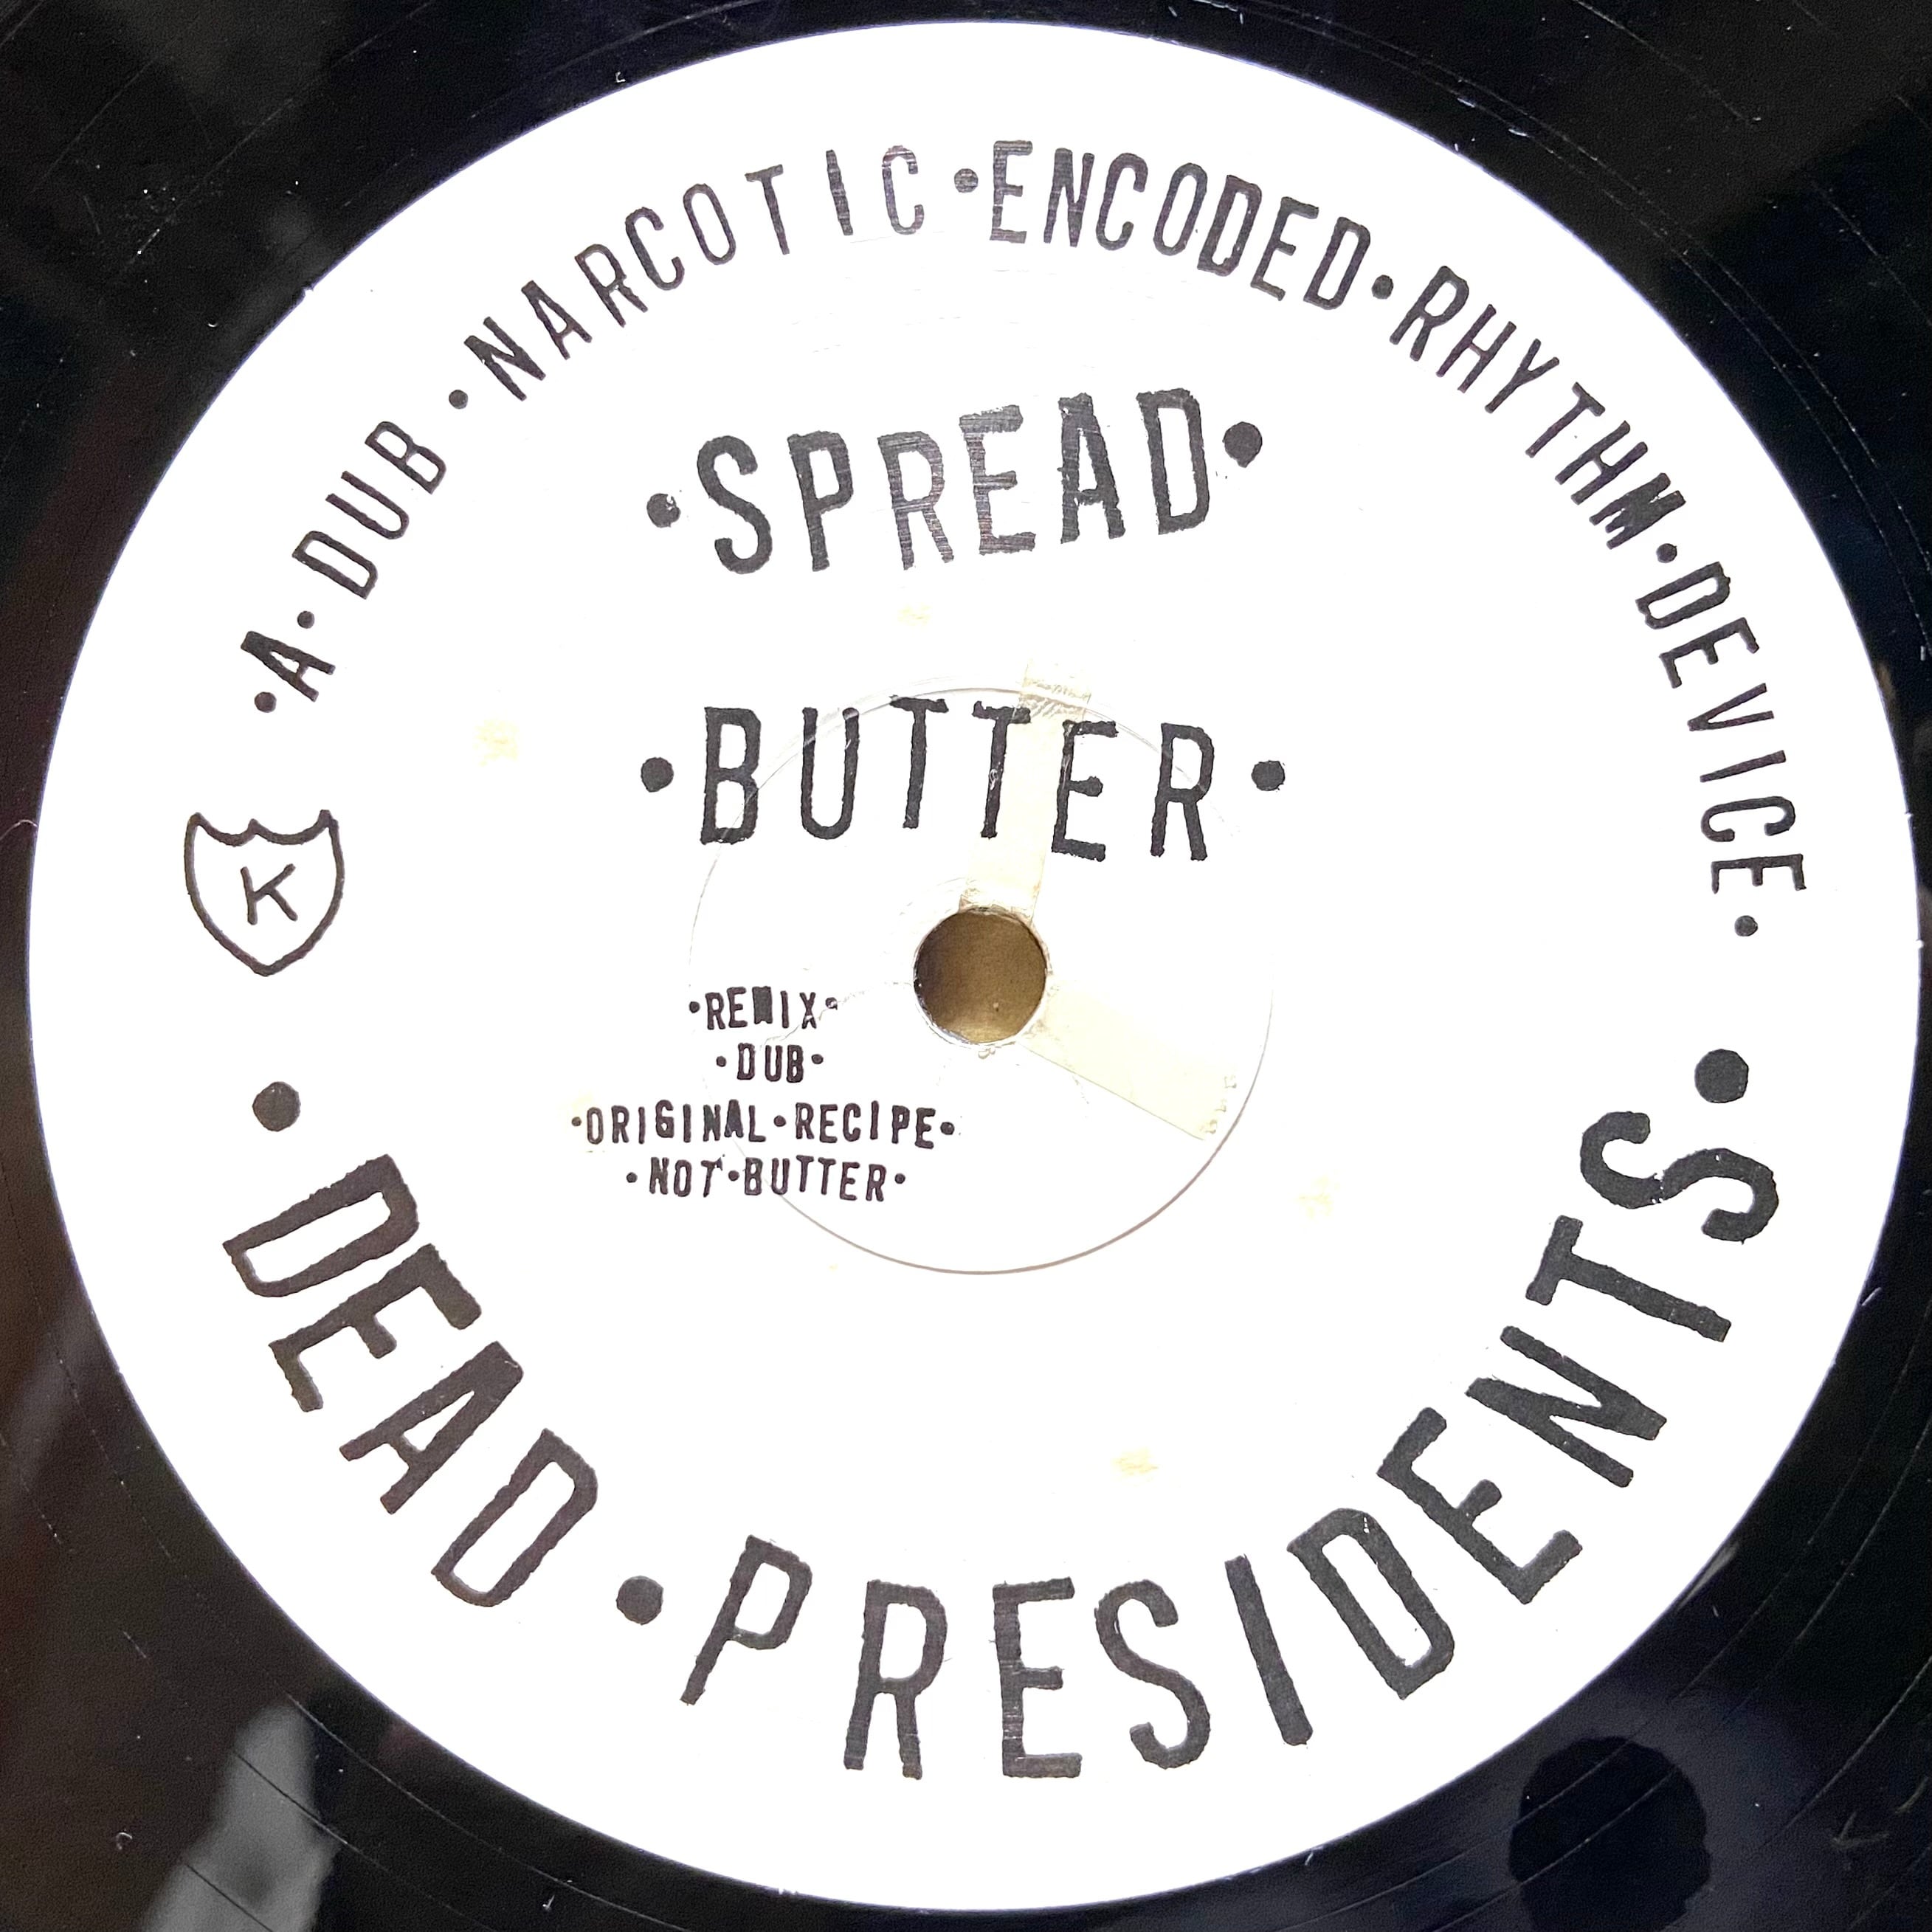 •A•DUB•NARCOTIC•ENCODED•RHYTHM•DEVICE•
•SPREAD•
•BUTTER•
K
•REMIX•
•DUB•
•ORIGINAL•RECIPE•
•NOT•BUTTER•
•DEAD•PRESIDENTS•